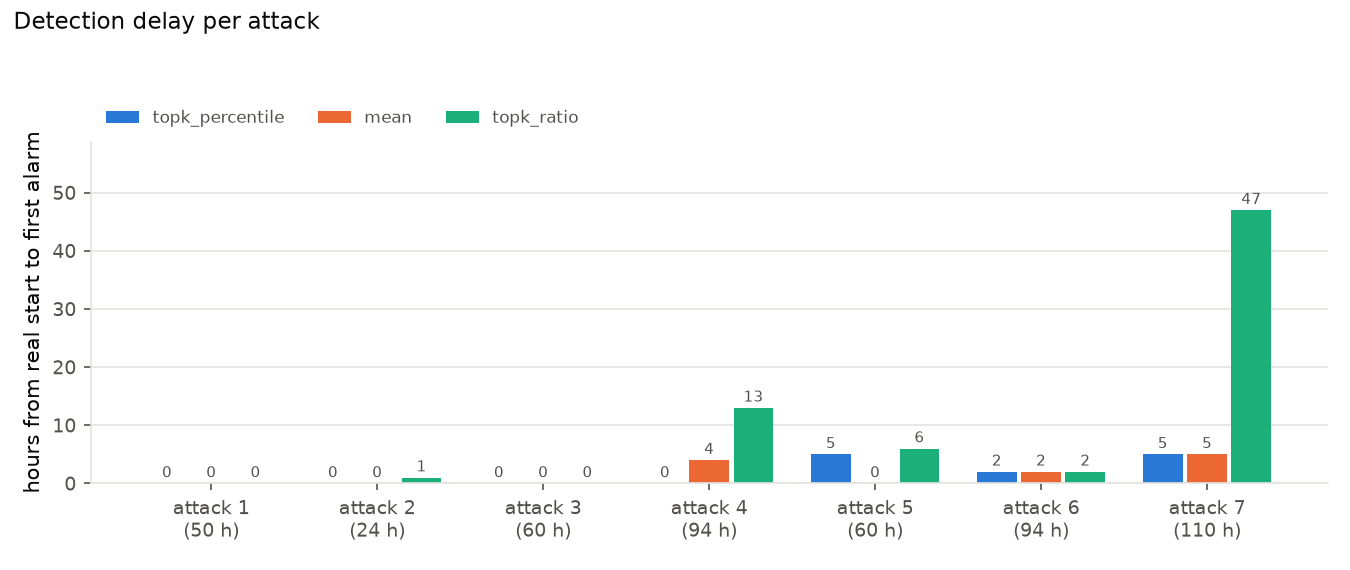 Detection delay per attack
topk_percentile mean topk_ratio
hours from real start to first alarm
50
40
30
20
10
0
0 0 0 0 0 1 0 0 0 0 4 13 5 0 6 2 2 2 5 5 47
attack 1 attack 2 attack 3 attack 4 attack 5 attack 6 attack 7
(50 h) (24 h) (60 h) (94 h) (60 h) (94 h) (110 h)